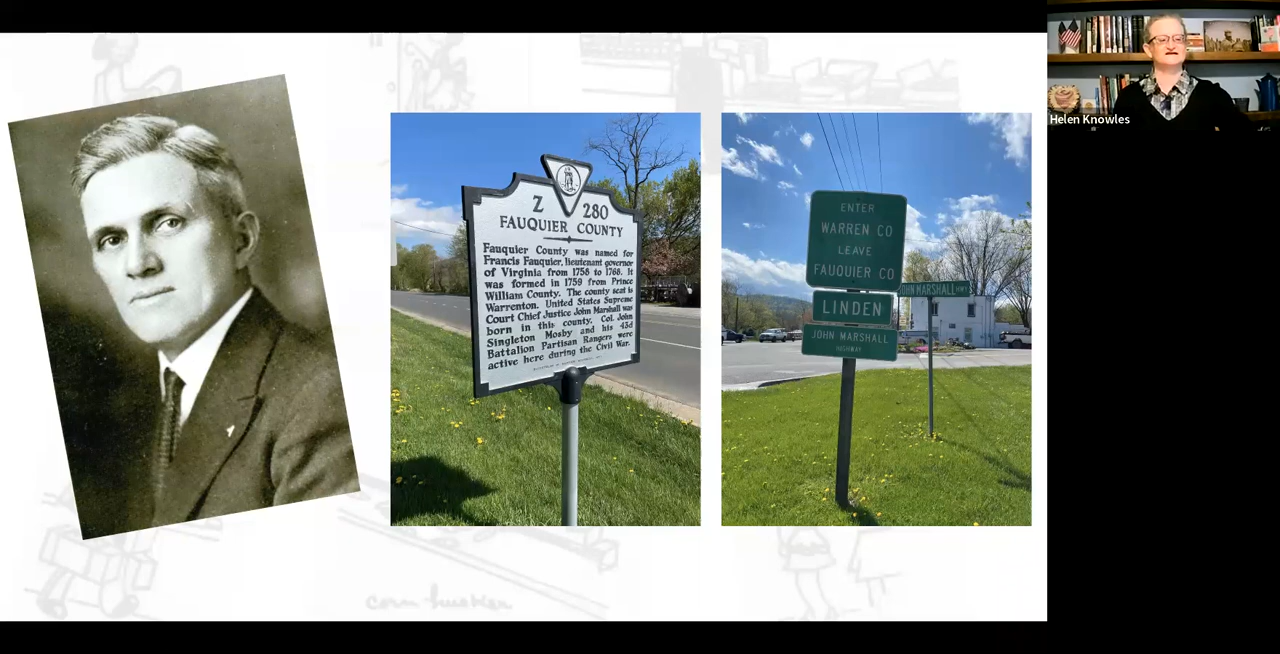 Z 280
FAUQUIER COUNTY
Fauquier County was named for
Francis Fauquier, lieutenant governor
of Virginia from 1758 to 1768. It
was formed in 1759 from Prince
William County. The county seat is
Warrenton. United States Supreme
Court Chief Justice John Marshall was
born in this county. Col. John
Singleton Mosby and his 43d
Battalion Partisan Rangers were
active here during the Civil War.
ENTER
WARREN CO
LEAVE
FAUQUIER CO
LINDEN
JOHN MARSHALL
HIGHWAY
JOHN MARSHALL HWY
corn husker
Helen Knowles